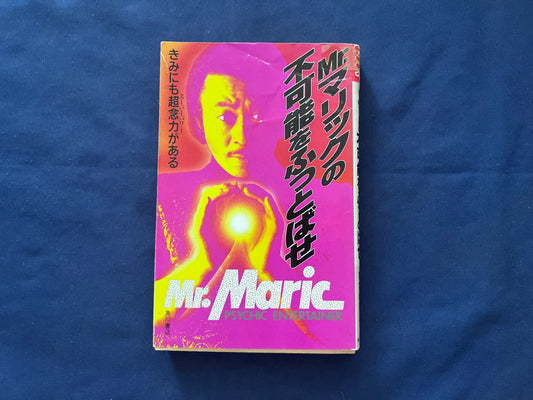 Mr.マリックの
不可能をふっとばせ
きみにも超念力がある
Mr. Maric
PSYCHIC ENTERTAINER